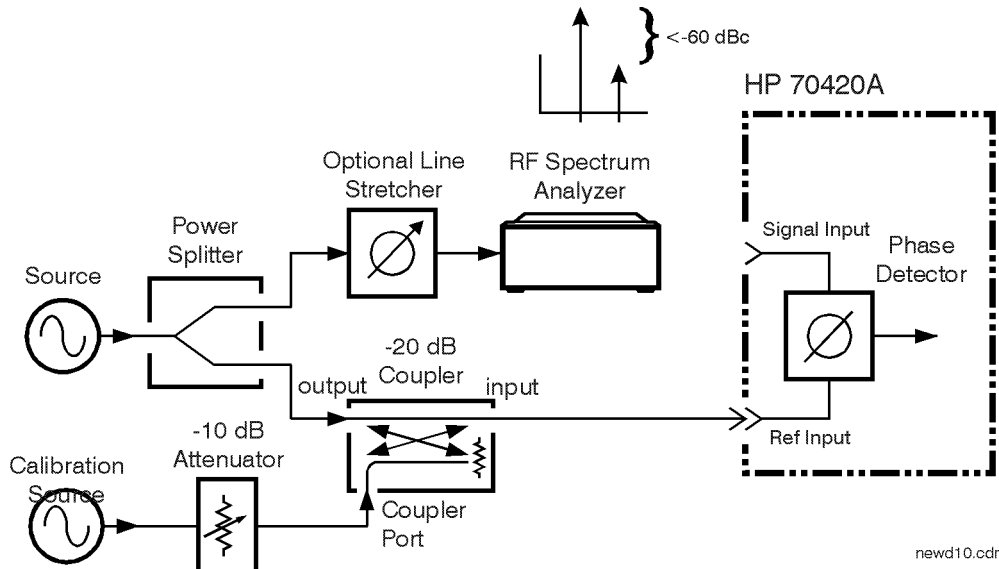 <-60 dBc
HP 70420A
Optional Line
Stretcher
RF Spectrum
Analyzer
Power
Splitter
Signal Input
Phase
Detector
Source
-20 dB
Coupler
output
input
-10 dB
Attenuator
Ref Input
Calibration
Source
Coupler
Port
newd10.cdr